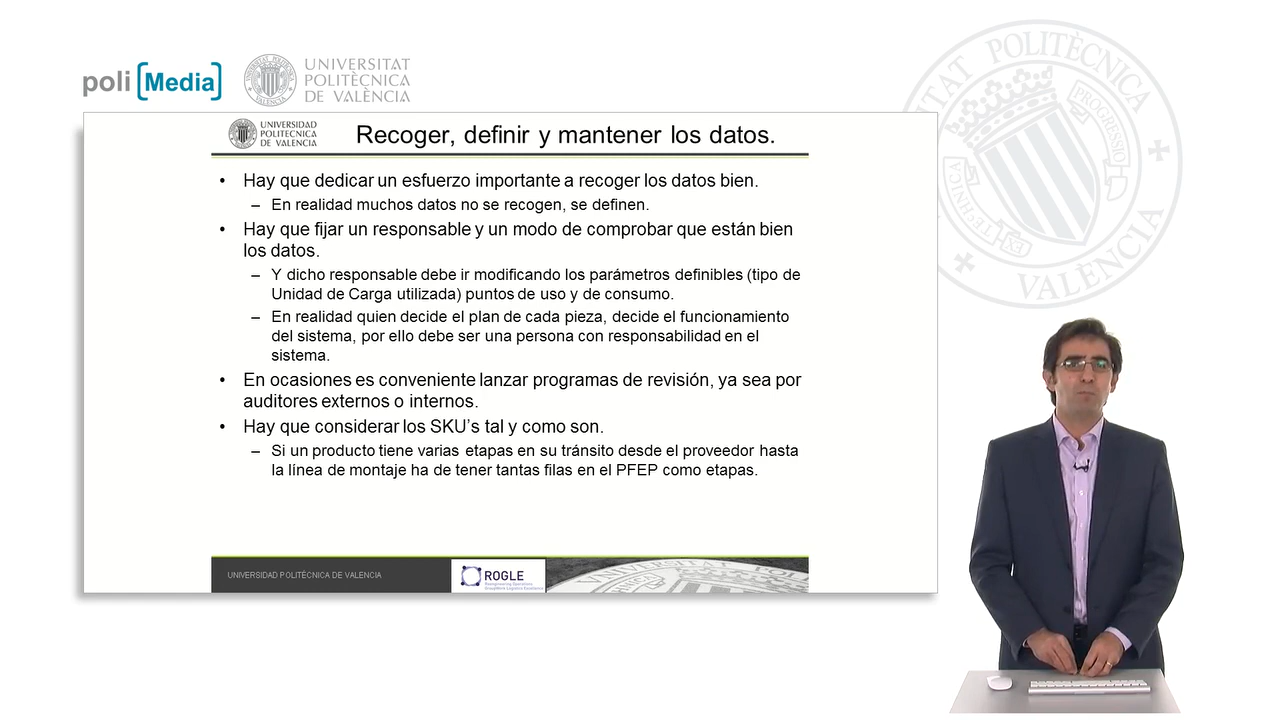 poli [Media]
UNIVERSITAT
POLITÈCNICA
DE VALÈNCIA
UNIVERSIDAD
POLITECNICA
DE VALENCIA
Recoger, definir y mantener los datos.
• Hay que dedicar un esfuerzo importante a recoger los datos bien.
– En realidad muchos datos no se recogen, se definen.
• Hay que fijar un responsable y un modo de comprobar que están bien
los datos.
– Y dicho responsable debe ir modificando los parámetros definibles (tipo de
Unidad de Carga utilizada) puntos de uso y de consumo.
– En realidad quien decide el plan de cada pieza, decide el funcionamiento
del sistema, por ello debe ser una persona con responsabilidad en el
sistema.
• En ocasiones es conveniente lanzar programas de revisión, ya sea por
auditores externos o internos.
• Hay que considerar los SKU’s tal y como son.
– Si un producto tiene varias etapas en su tránsito desde el proveedor hasta
la línea de montaje ha de tener tantas filas en el PFEP como etapas.
UNIVERSIDAD POLITÈCNICA DE VALENCIA
ROGLE
POLITÈCNICA
VALÈNCIA
PROGRESSIO